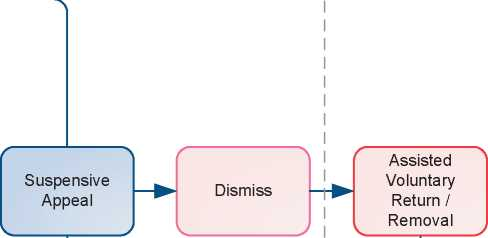 Suspensive
Appeal
Dismiss
Assisted
Voluntary
Return /
Removal